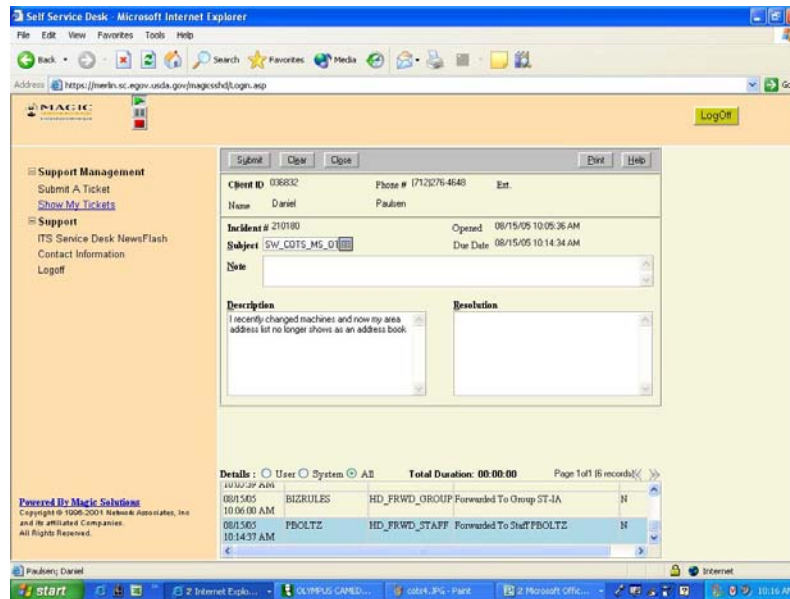 Self Service Desk - Microsoft Internet Explorer
File Edit View Favorites Tools Help
Back Search Favorites Media
Address https://merlin.sc.egov.usda.gov/magicsshd/Logn.asp Go
MAGIC
LogOff
Support Management
Submit A Ticket
Show My Tickets
Support
ITS Service Desk NewsFlash
Contact Information
Logoff
Submit Clear Close Print Help
Client ID 036832 Phone # (712)276-4648 Ext.
Name Daniel Paulsen
Incident # 210180 Opened 08/15/05 10:05:36 AM
Subject SW_COTS_MS_OT Due Date 08/15/05 10:14:34 AM
Note
Description Resolution
I recently changed machines and now my area
address list no longer shows as an address book
Details : User System All Total Duration: 00:00:00 Page 1of1 [6 records]
10:05:39 AM
08/15/05 BIZRULES HD_FRWD_GROUP Forwarded To Group ST-IA N
10:06:00 AM
08/15/05 PBOLTZ HD_FRWD_STAFF Forwarded To Staff PBOLTZ N
10:14:37 AM
Powered By Magic Solutions
Copyright © 1996-2001 Network Associates, Inc
and its affiliated Companies.
All Rights Reserved.
Paulsen; Daniel Internet
start 2 Internet Explo... OLYMPUS CAMED... cots4.JPG - Paint 2 Microsoft Offic... 10:16 AM